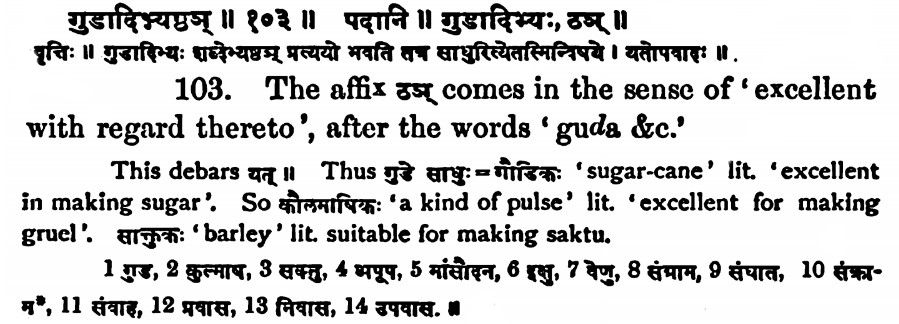 गुडादिभ्यष्ठञ् ॥ १०३ ॥ पदानि ॥ गुडादिभ्यः, ठञ् ॥
वृत्तिः ॥ गुडादिभ्यः शब्देभ्यष्ठञ् प्रत्ययो भवति तत्र साधुरित्येतस्मिन्विषये । यतोपवादः ॥ .
103. The affix ठञ् comes in the sense of ‘excellent
with regard thereto’, after the words ‘guda &c.’
This debars यत् ॥ Thus गुडे साधुः=गौडिकः ‘sugar-cane’ lit. ‘excellent
in making sugar’. So कौलमाषिकः ‘a kind of pulse’ lit. ‘excellent for making
gruel’. साक्तुकः ‘barley’ lit. suitable for making saktu.
1 गुड, 2 कुल्माष, 3 सक्तु, 4 अपूप, 5 मांसौदन, 6 इक्षु, 7 वेणु, 8 संग्राम, 9 संघात, 10 संक्रा-
म*, 11 संवाह, 12 प्रवास, 13 निवास, 14 उपवास. ॥